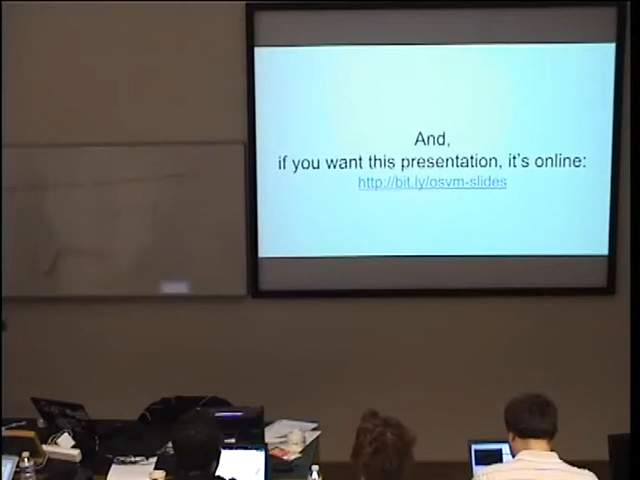 And,
if you want this presentation, it's online:
http://bit.ly/osvm-slides